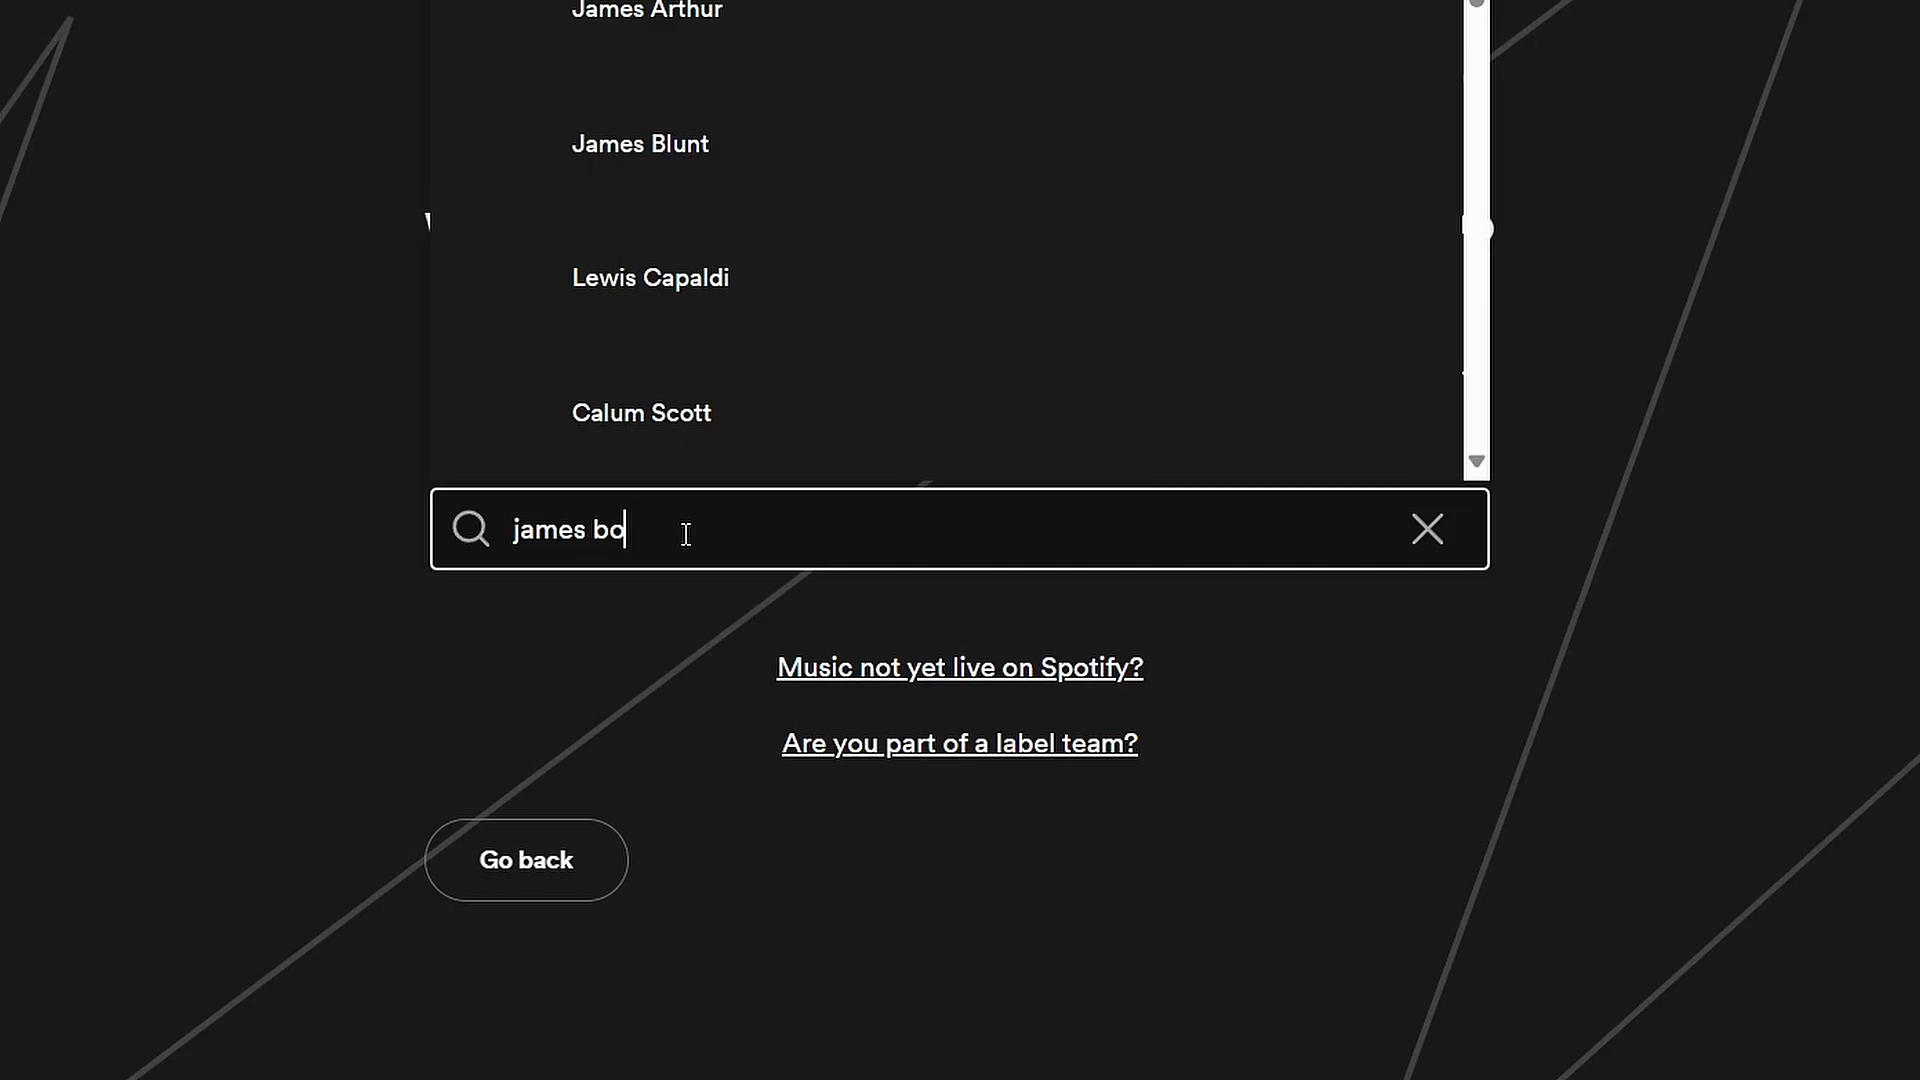 James Arthur
James Blunt
Lewis Capaldi
Calum Scott
james bo
Music not yet live on Spotify?
Are you part of a label team?
Go back